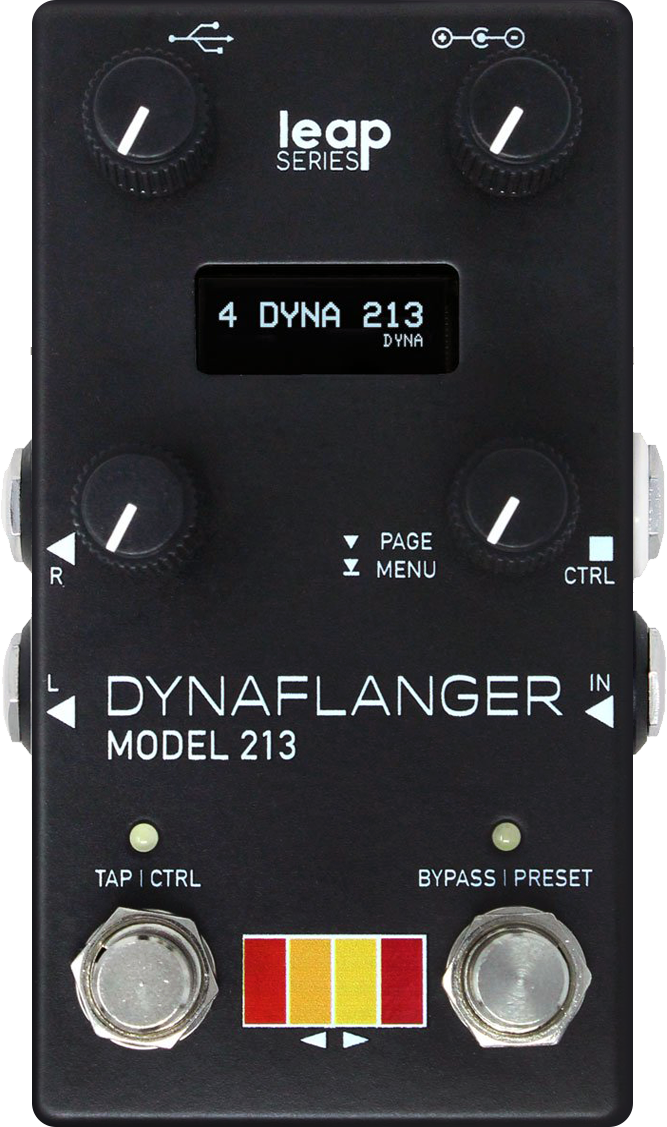 leap
SERIES
4 DYNA 213
DYNA
PAGE
MENU
R
CTRL
L
IN
DYNAFLANGER
MODEL 213
TAP | CTRL
BYPASS | PRESET